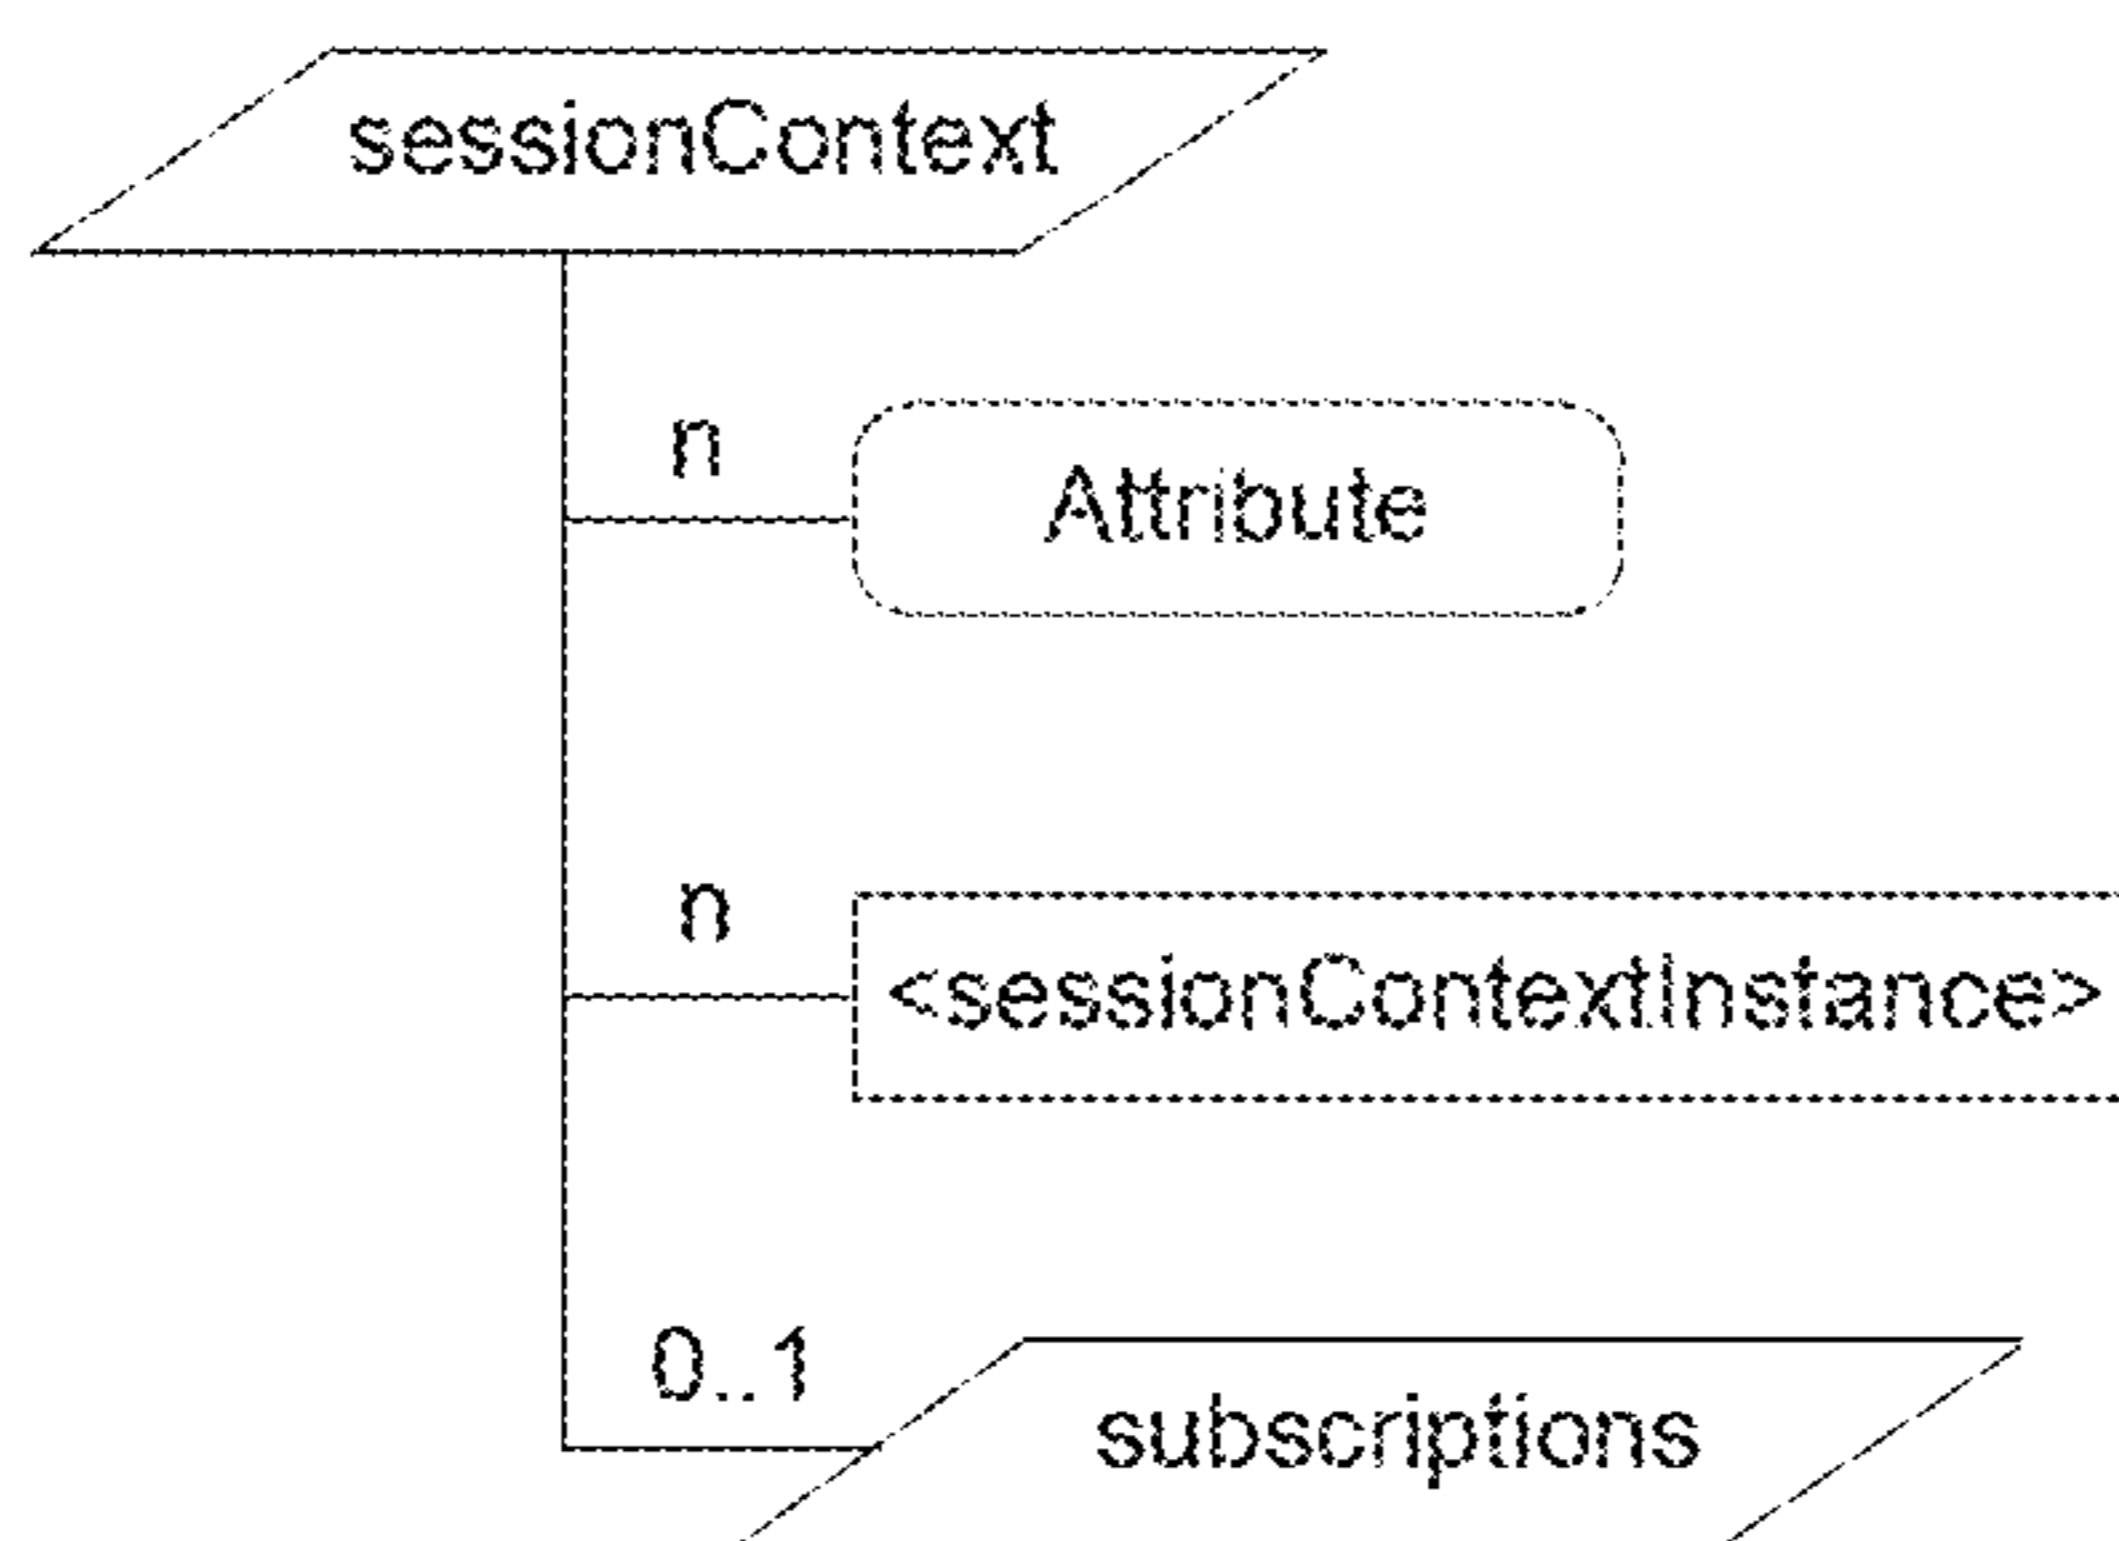 sessionContext
n
Attribute
n
<sessionContextInstance>
0..1
subscriptions